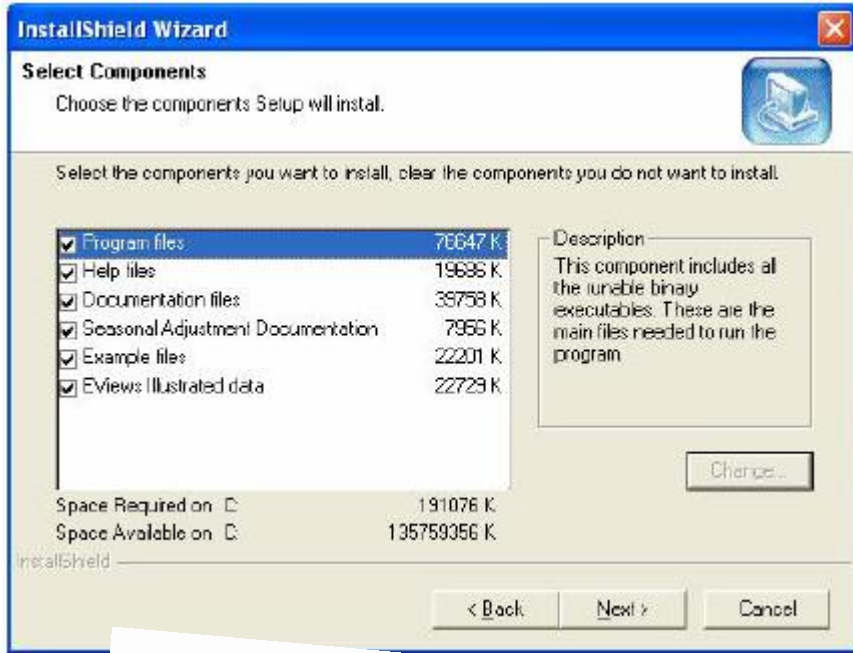 InstallShield Wizard
Select Components
Choose the components Setup will install.
Select the components you want to install, clear the components you do not want to install.
Program files 76647 K
Help files 19686 K
Documentation files 39758 K
Seasonal Adjustment Documentation 7966 K
Example files 22201 K
EViews Illustrated data 22729 K
Description
This component includes all
the runable binary
executables. These are the
main files needed to run the
program
Change...
Space Required on C: 191076 K
Space Available on C: 135759356 K
InstallShield
< Back
Next >
Cancel